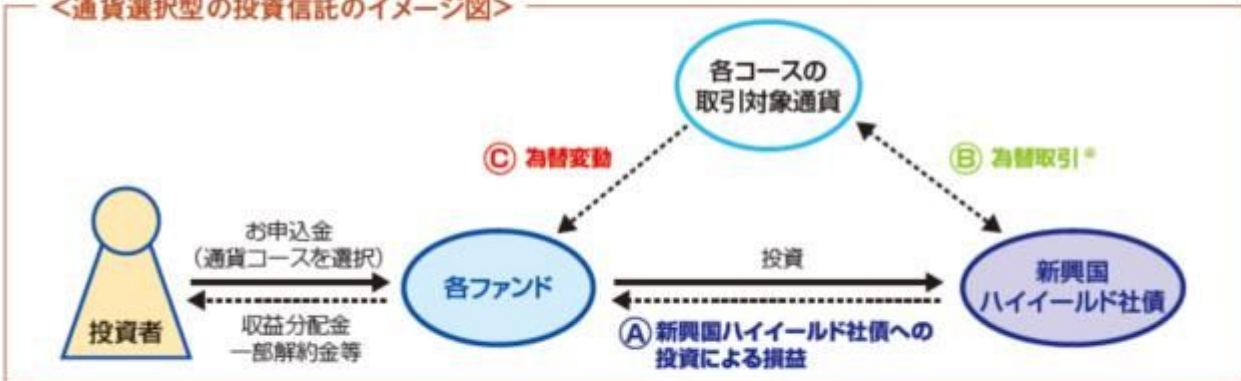 <通貨選択型の投資信託のイメージ図>
各コースの
取引対象通貨
Ⓒ 為替変動
Ⓑ 為替取引※
お申込金
(通貨コースを選択)
投資
投資者
各ファンド
新興国
ハイイールド社債
収益分配金
一部解約金等
Ⓐ 新興国ハイイールド社債への
投資による損益